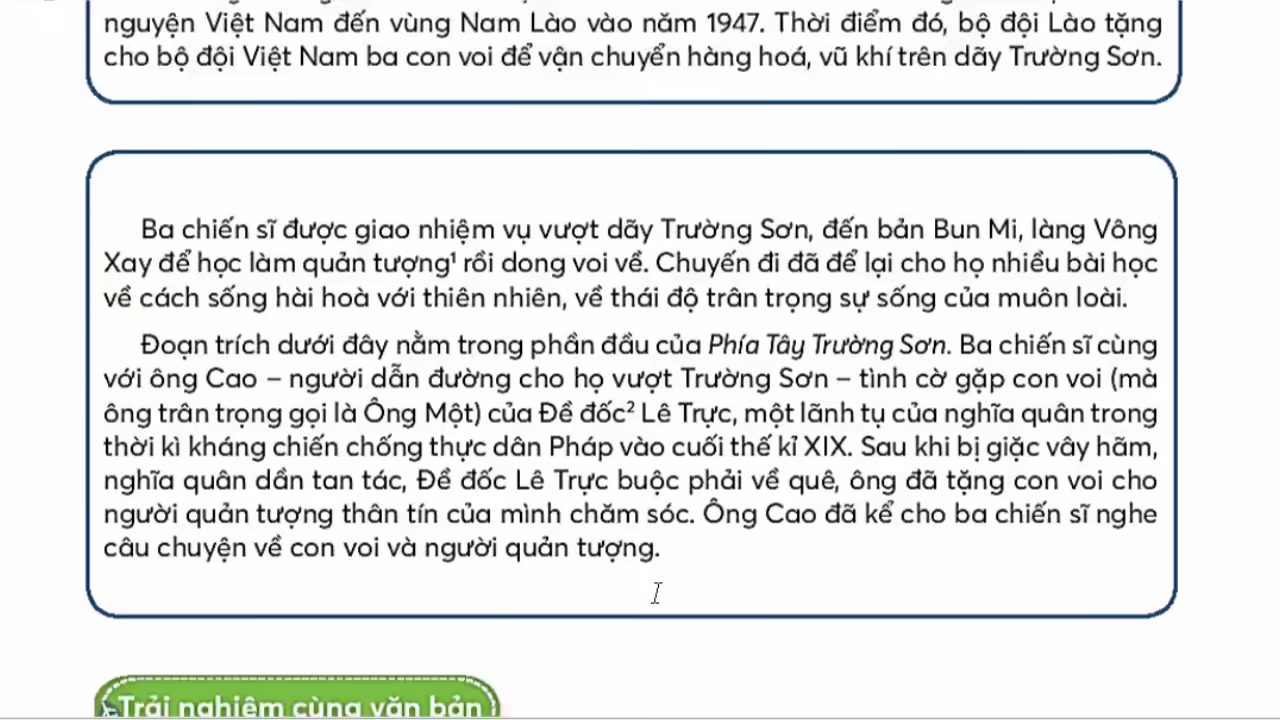 nguyện Việt Nam đến vùng Nam Lào vào năm 1947. Thời điểm đó, bộ đội Lào tặng
cho bộ đội Việt Nam ba con voi để vận chuyển hàng hoá, vũ khí trên dãy Trường Sơn.
Ba chiến sĩ được giao nhiệm vụ vượt dãy Trường Sơn, đến bản Bun Mi, làng Vông
Xay để học làm quản tượng¹ rồi dong voi về. Chuyến đi đã để lại cho họ nhiều bài học
về cách sống hài hoà với thiên nhiên, về thái độ trân trọng sự sống của muôn loài.
Đoạn trích dưới đây nằm trong phần đầu của Phía Tây Trường Sơn. Ba chiến sĩ cùng
với ông Cao – người dẫn đường cho họ vượt Trường Sơn – tình cờ gặp con voi (mà
ông trân trọng gọi là Ông Một) của Đề đốc² Lê Trực, một lãnh tụ của nghĩa quân trong
thời kì kháng chiến chống thực dân Pháp vào cuối thế kỉ XIX. Sau khi bị giặc vây hãm,
nghĩa quân dần tan tác, Đề đốc Lê Trực buộc phải về quê, ông đã tặng con voi cho
người quản tượng thân tín của mình chăm sóc. Ông Cao đã kể cho ba chiến sĩ nghe
câu chuyện về con voi và người quản tượng.
Trải nghiệm cùng văn bản